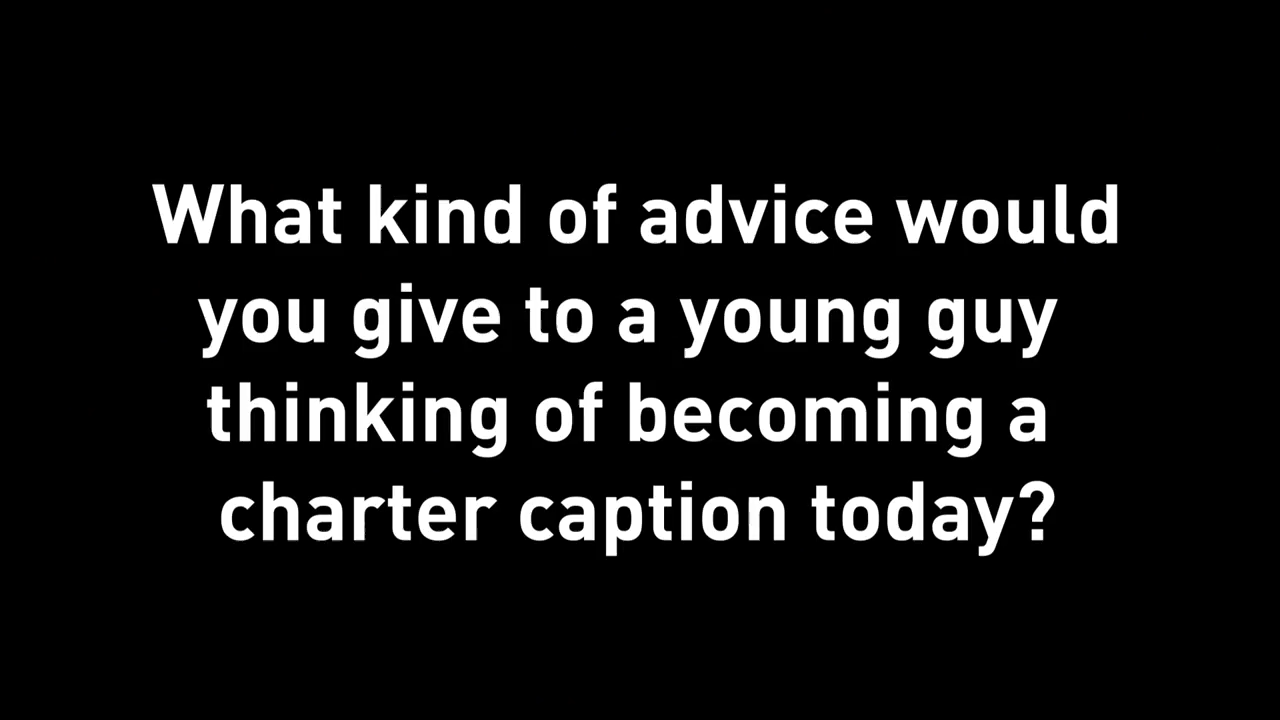 What kind of advice would
you give to a young guy
thinking of becoming a
charter caption today?